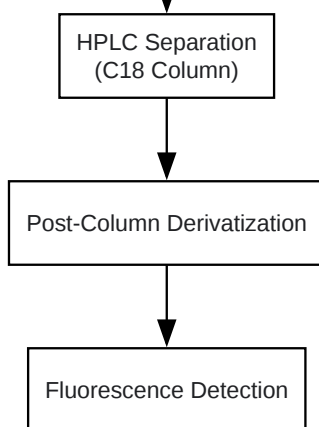 HPLC Separation
(C18 Column)
Post-Column Derivatization
Fluorescence Detection